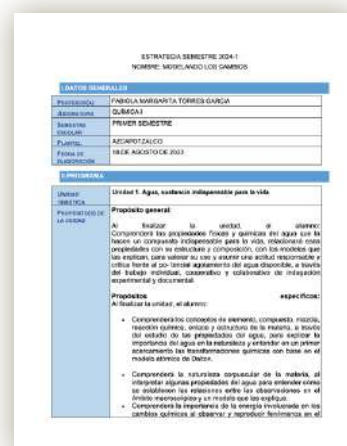 ESTRATEGIA SEMESTRE 2024-1
NOMBRE: MODELANDO LOS CAMBIOS
I. DATOS GENERALES
PROFESOR(A) FABIOLA MARGARITA TORRES GARCIA
ASIGNATURA QUÍMICA I
SEMESTRE ESCOLAR PRIMER SEMESTRE
PLANTEL AZCAPOTZALCO
FECHA DE ELABORACIÓN 18 DE AGOSTO DE 2023
II. PROGRAMA
UNIDAD TEMÁTICA Unidad 1. Agua, sustancia indispensable para la vida
PROPÓSITO(S) DE LA UNIDAD Propósito general:
Al finalizar la unidad, el alumno:
Comprenderá las propiedades físicas y químicas del agua que la
hacen un compuesto indispensable para la vida, relacionará esas
propiedades con su estructura y composición, con los modelos que
las explican, para valorar su uso y asumir una actitud responsable y
crítica frente al po- tencial agotamiento del agua disponible, a través
del trabajo individual, cooperativo y colaborativo de indagación
experimental y documental.
Propósitos específicos:
Al finalizar la unidad, el alumno:
• Comprenderá los conceptos de elemento, compuesto, mezcla,
reacción química, enlace y estructura de la materia, a través
del estudio de las propiedades del agua, para explicar la
importancia del agua en la naturaleza y entender en un primer
acercamiento las transformaciones químicas con base en el
modelo atómico de Dalton.
• Comprenderá la naturaleza corpuscular de la materia, al
interpretar algunas propiedades del agua para entender cómo
se establecen las relaciones entre las observaciones en el
ámbito macroscópico y un modelo que las explique.
• Comprenderá la importancia de la energía involucrada en los
cambios químicos al observar y reproducir fenómenos en el